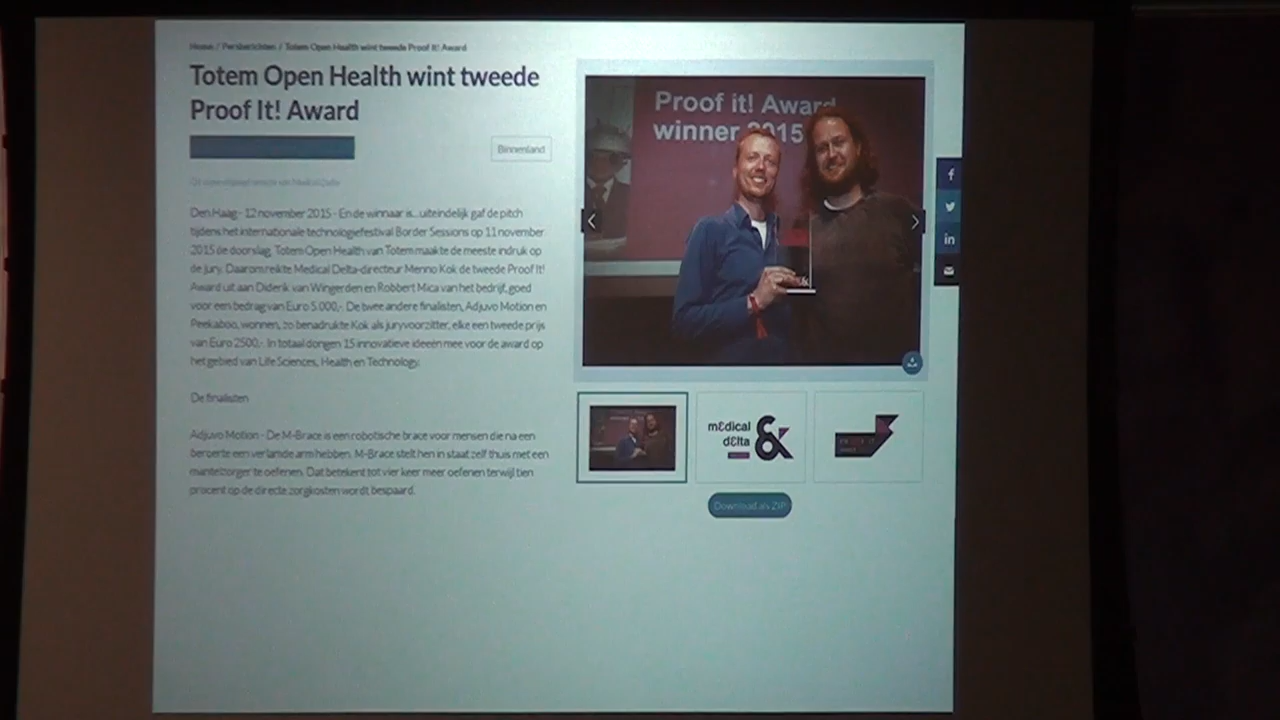 Home / Persberichten / Totem Open Health wint tweede Proof It! Award
Totem Open Health wint tweede
Proof It! Award
Binnenland
Den Haag - 12 november 2015 - En de winnaar is...uiteindelijk gaf de pitch
tijdens het internationale technologiefestival Border Sessions op 11 november
2015 de doorslag. Totem Open Health van Totem maakte de meeste indruk op
de jury. Daarom reikte Medical Delta-directeur Menno Kok de tweede Proof It!
Award uit aan Diderik van Wingerden en Robbert Mica van het bedrijf, goed
voor een bedrag van Euro 5.000,-. De twee andere finalisten, Adjuvo Motion en
Peekaboo, wonnen, zo benadrukte Kok als juryvoorzitter, elke een tweede prijs
van Euro 2500,-. In totaal dongen 15 innovatieve ideeën mee voor de award op
het gebied van Life Sciences, Health en Technology.
De finalisten
Adjuvo Motion - De M-Brace is een robotische brace voor mensen die na een
beroerte een verlamde arm hebben. M-Brace stelt hen in staat zelf thuis met een
mantelzorger te oefenen. Dat betekent tot vier keer meer oefenen terwijl tien
procent op de directe zorgkosten wordt bespaard.
Proof it! Award
winner 2015
mɛdical
dɛlta
&
Download als ZIP
f
in